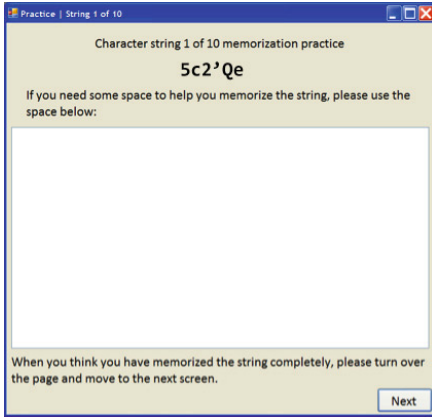 Practice | String 1 of 10
Character string 1 of 10 memorization practice
5c2’Qe
If you need some space to help you memorize the string, please use the
space below:
When you think you have memorized the string completely, please turn over
the page and move to the next screen.
Next